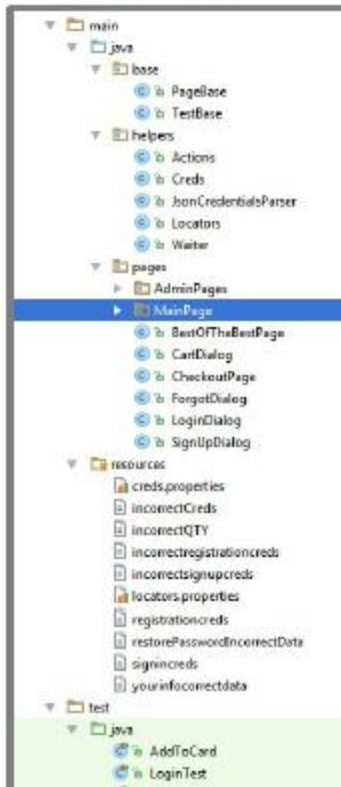 main
java
base
PageBase
TestBase
helpers
Actions
Creds
JsonCredentialsParser
Locators
Waiter
pages
AdminPages
MainPage
BestOfTheBestPage
CartDialog
CheckoutPage
ForgotDialog
LoginDialog
SignUpDialog
resources
creds.properties
incorrectCreds
incorrectQTY
incorrectregistrationcreds
incorrectsignupcreds
locators.properties
registrationcreds
restorePasswordIncorrectData
signincreds
yourinfocorrectdata
test
java
AddToCard
LoginTest